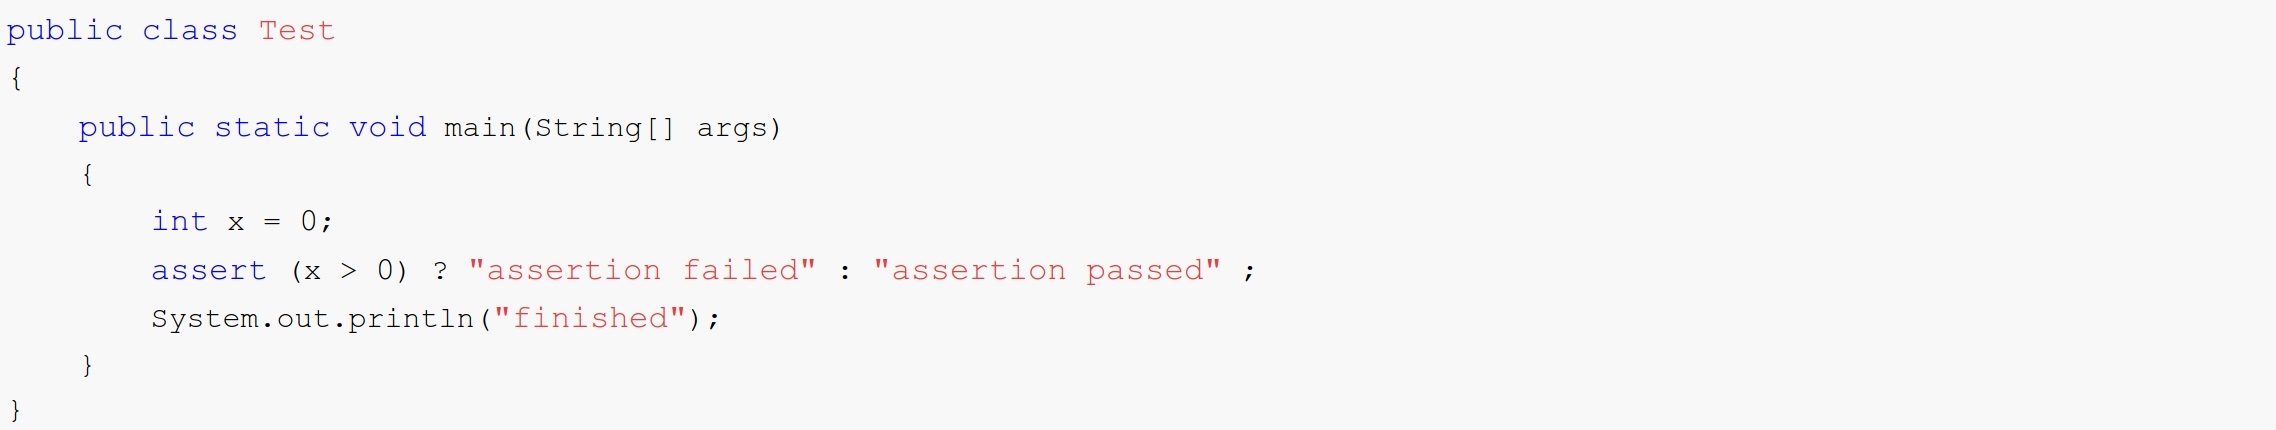 public class Test
{
    public static void main(String[] args)
    {
        int x = 0;
        assert (x > 0) ? "assertion failed" : "assertion passed" ;
        System.out.println("finished");
    }
}